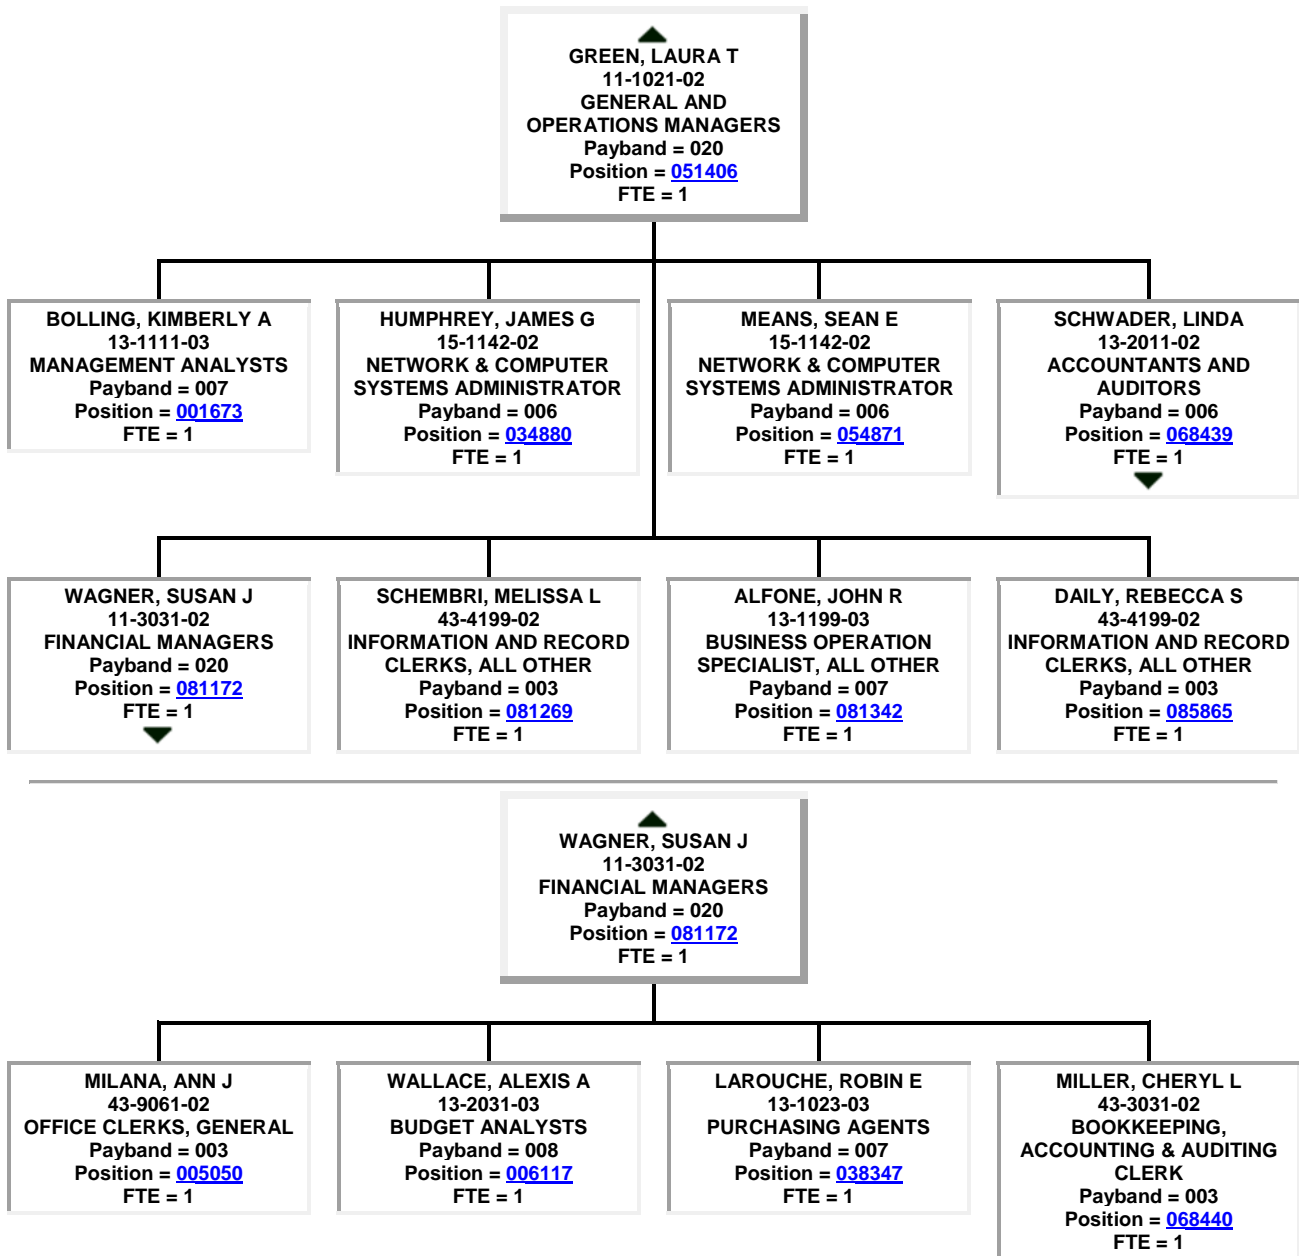 GREEN, LAURA T
11-1021-02
GENERAL AND
OPERATIONS MANAGERS
Payband = 020
Position = 051406
FTE = 1
BOLLING, KIMBERLY A
13-1111-03
MANAGEMENT ANALYSTS
Payband = 007
Position = 001673
FTE = 1
HUMPHREY, JAMES G
15-1142-02
NETWORK & COMPUTER
SYSTEMS ADMINISTRATOR
Payband = 006
Position = 034880
FTE = 1
MEANS, SEAN E
15-1142-02
NETWORK & COMPUTER
SYSTEMS ADMINISTRATOR
Payband = 006
Position = 054871
FTE = 1
SCHWADER, LINDA
13-2011-02
ACCOUNTANTS AND
AUDITORS
Payband = 006
Position = 068439
FTE = 1
WAGNER, SUSAN J
11-3031-02
FINANCIAL MANAGERS
Payband = 020
Position = 081172
FTE = 1
SCHEMBRI, MELISSA L
43-4199-02
INFORMATION AND RECORD
CLERKS, ALL OTHER
Payband = 003
Position = 081269
FTE = 1
ALFONE, JOHN R
13-1199-03
BUSINESS OPERATION
SPECIALIST, ALL OTHER
Payband = 007
Position = 081342
FTE = 1
DAILY, REBECCA S
43-4199-02
INFORMATION AND RECORD
CLERKS, ALL OTHER
Payband = 003
Position = 085865
FTE = 1
WAGNER, SUSAN J
11-3031-02
FINANCIAL MANAGERS
Payband = 020
Position = 081172
FTE = 1
MILANA, ANN J
43-9061-02
OFFICE CLERKS, GENERAL
Payband = 003
Position = 005050
FTE = 1
WALLACE, ALEXIS A
13-2031-03
BUDGET ANALYSTS
Payband = 008
Position = 006117
FTE = 1
LAROUCHE, ROBIN E
13-1023-03
PURCHASING AGENTS
Payband = 007
Position = 038347
FTE = 1
MILLER, CHERYL L
43-3031-02
BOOKKEEPING,
ACCOUNTING & AUDITING
CLERK
Payband = 003
Position = 068440
FTE = 1